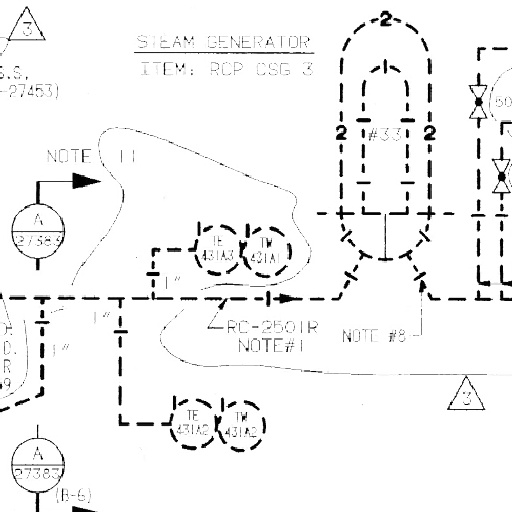 3
STEAM GENERATOR
ITEM: RCP CSG 3
2
S.S.
-27453)
50
2
#33
2
NOTE 11
A
27383
TE
431A3
TW
431A1
1"
1"
RC-2501R
NOTE#1
NOTE #8
D.
R
9
1"
3
TE
431A2
TW
431A2
A
27383
(B-6)